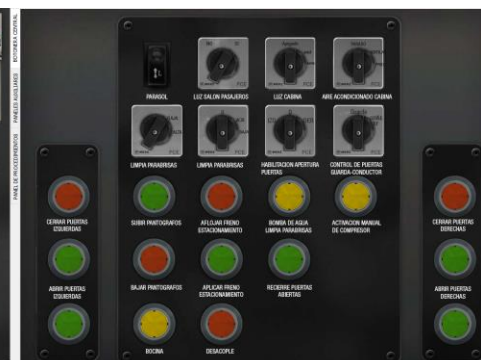 BOTONERA CENTRAL
PANELES AUXILIARES
PANEL DE PROCEDIMIENTOS
PARASOL
LUZ SALON PASAJEROS
LUZ CABINA
AIRE ACONDICIONADO CABINA
LIMPIA PARABRISAS
LIMPIA PARABRISAS
HABILITACION APERTURA
PUERTAS
CONTROL DE PUERTAS
GUARDA-CONDUCTOR
CERRAR PUERTAS
IZQUIERDAS
ABRIR PUERTAS
IZQUIERDAS
SUBIR PANTOGRAFOS
AFLOJAR FRENO
ESTACIONAMIENTO
BOMBA DE AGUA
LIMPIA PARABRISAS
ACTIVACION MANUAL
DE COMPRESOR
BAJAR PANTOGRAFOS
APLICAR FRENO
ESTACIONAMIENTO
RECIERRE PUERTAS
ABIERTAS
BOCINA
DESACOPLE
CERRAR PUERTAS
DERECHAS
ABRIR PUERTAS
DERECHAS